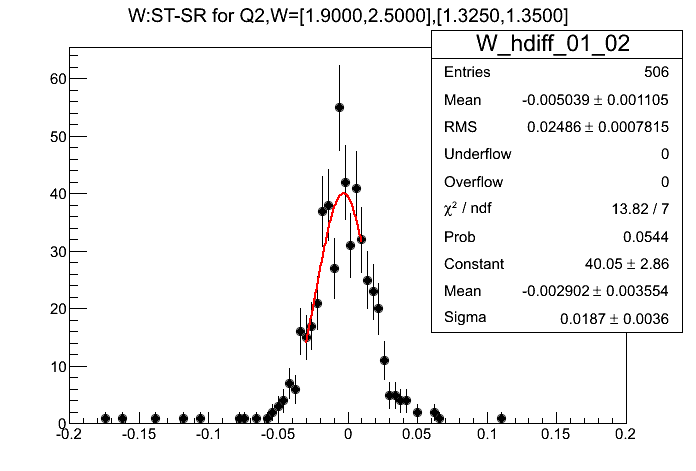 W:ST-SR for Q2,W=[1.9000,2.5000],[1.3250,1.3500]
W_hdiff_01_02
Entries 506
Mean -0.005039 ± 0.001105
RMS 0.02486 ± 0.0007815
Underflow 0
Overflow 0
χ² / ndf 13.82 / 7
Prob 0.0544
Constant 40.05 ± 2.86
Mean -0.002902 ± 0.003554
Sigma 0.0187 ± 0.0036
60
50
40
30
20
10
0
-0.2 -0.15 -0.1 -0.05 0 0.05 0.1 0.15 0.2